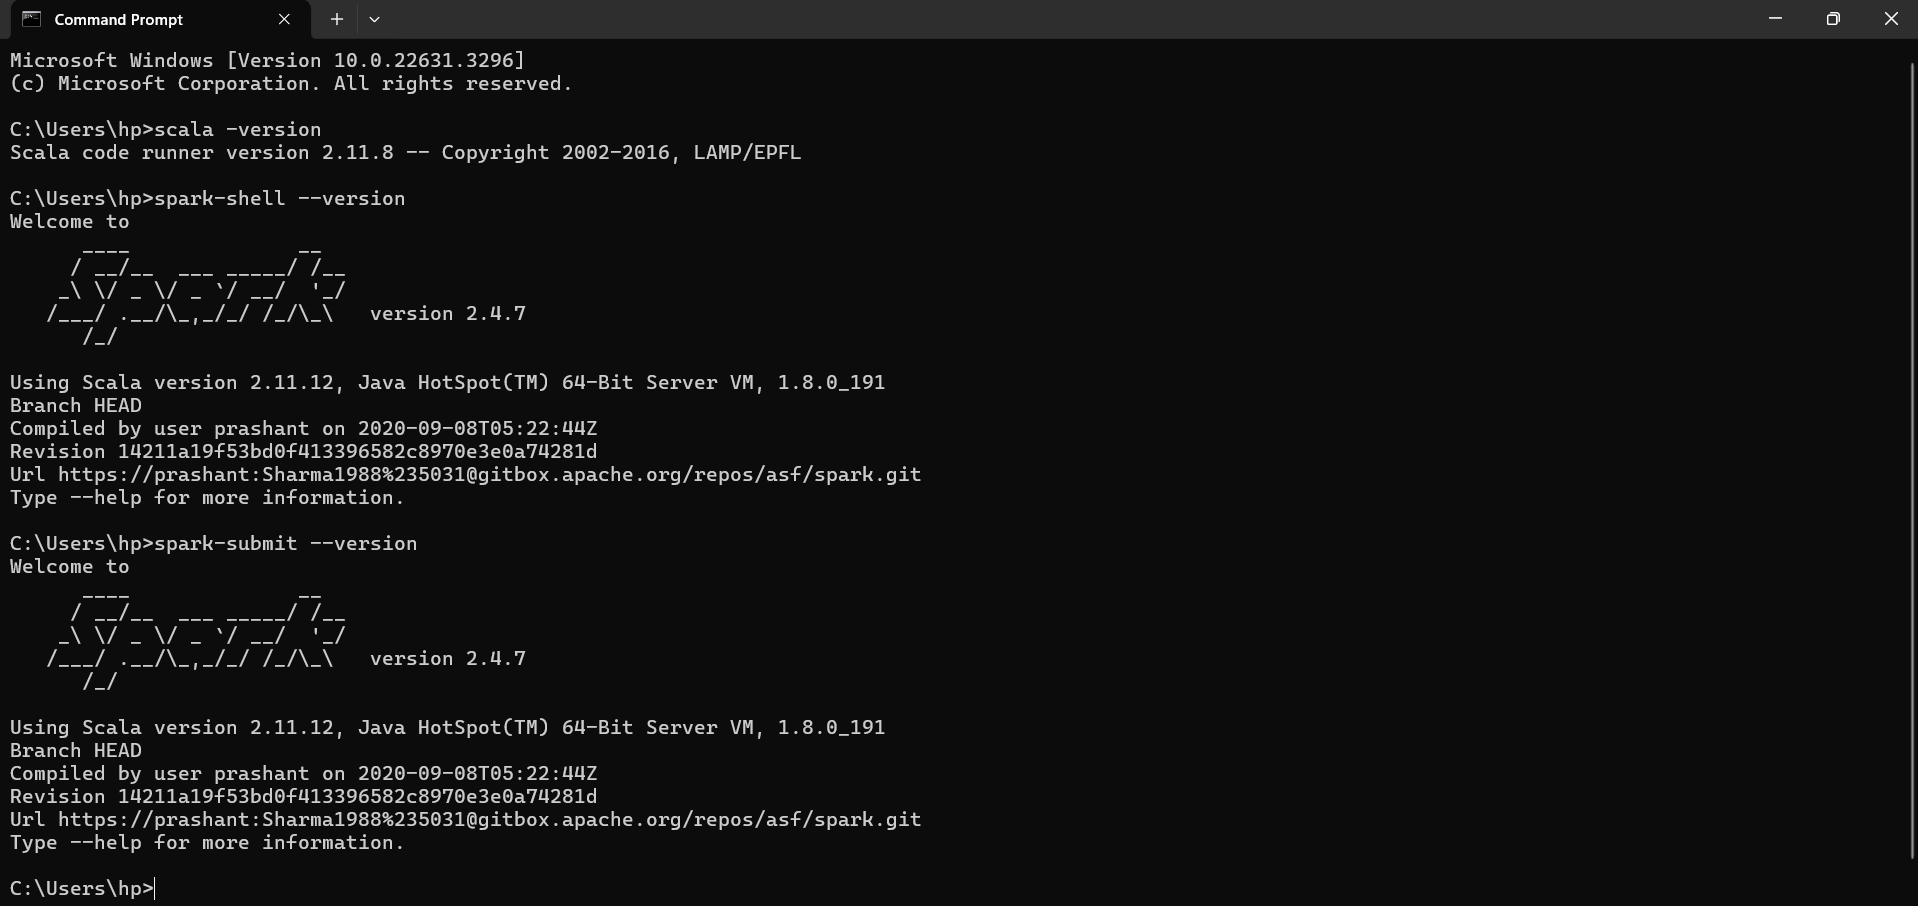 Command Prompt
Microsoft Windows [Version 10.0.22631.3296]
(c) Microsoft Corporation. All rights reserved.
C:\Users\hp>scala -version
Scala code runner version 2.11.8 -- Copyright 2002-2016, LAMP/EPFL
C:\Users\hp>spark-shell --version
Welcome to
      ____              __
     / __/__  ___ _____/ /__
    _\ \/ _ \/ _ `/ __/  '_/
   /___/ .__/\_,_/_/ /_/\_\   version 2.4.7
      /_/
Using Scala version 2.11.12, Java HotSpot(TM) 64-Bit Server VM, 1.8.0_191
Branch HEAD
Compiled by user prashant on 2020-09-08T05:22:44Z
Revision 14211a19f53bd0f413396582c8970e3e0a74281d
Url https://prashant:Sharma1988%235031@gitbox.apache.org/repos/asf/spark.git
Type --help for more information.
C:\Users\hp>spark-submit --version
Welcome to
      ____              __
     / __/__  ___ _____/ /__
    _\ \/ _ \/ _ `/ __/  '_/
   /___/ .__/\_,_/_/ /_/\_\   version 2.4.7
      /_/
Using Scala version 2.11.12, Java HotSpot(TM) 64-Bit Server VM, 1.8.0_191
Branch HEAD
Compiled by user prashant on 2020-09-08T05:22:44Z
Revision 14211a19f53bd0f413396582c8970e3e0a74281d
Url https://prashant:Sharma1988%235031@gitbox.apache.org/repos/asf/spark.git
Type --help for more information.
C:\Users\hp>